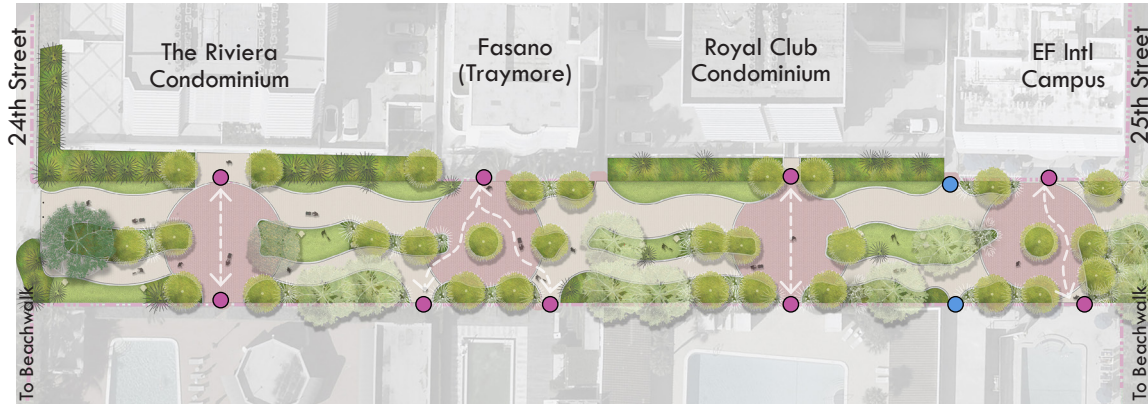 24th Street
The Riviera
Condominium
Fasano
(Traymore)
Royal Club
Condominium
EF Intl
Campus
25th Street
To Beachwalk
To Beachwalk